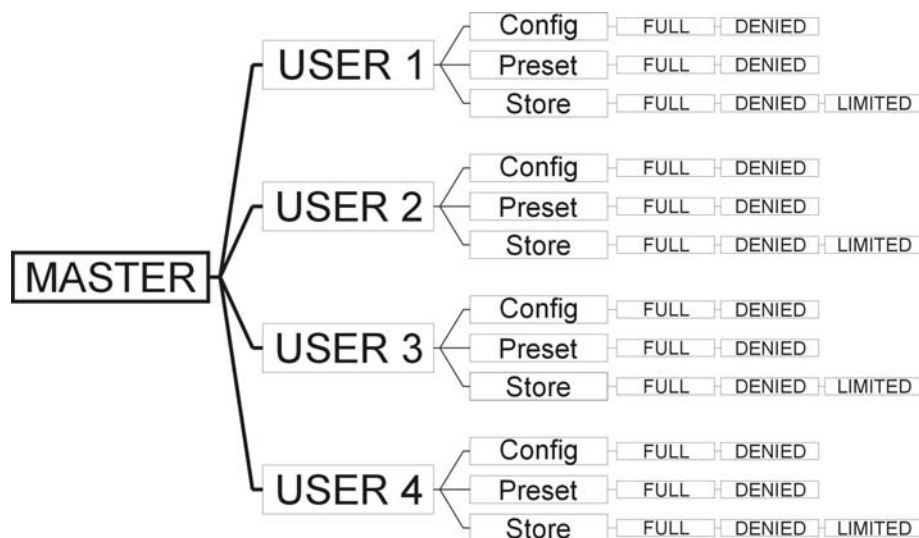 Config FULL DENIED
USER 1 Preset FULL DENIED
Store FULL DENIED LIMITED
Config FULL DENIED
USER 2 Preset FULL DENIED
Store FULL DENIED LIMITED
MASTER
Config FULL DENIED
USER 3 Preset FULL DENIED
Store FULL DENIED LIMITED
Config FULL DENIED
USER 4 Preset FULL DENIED
Store FULL DENIED LIMITED